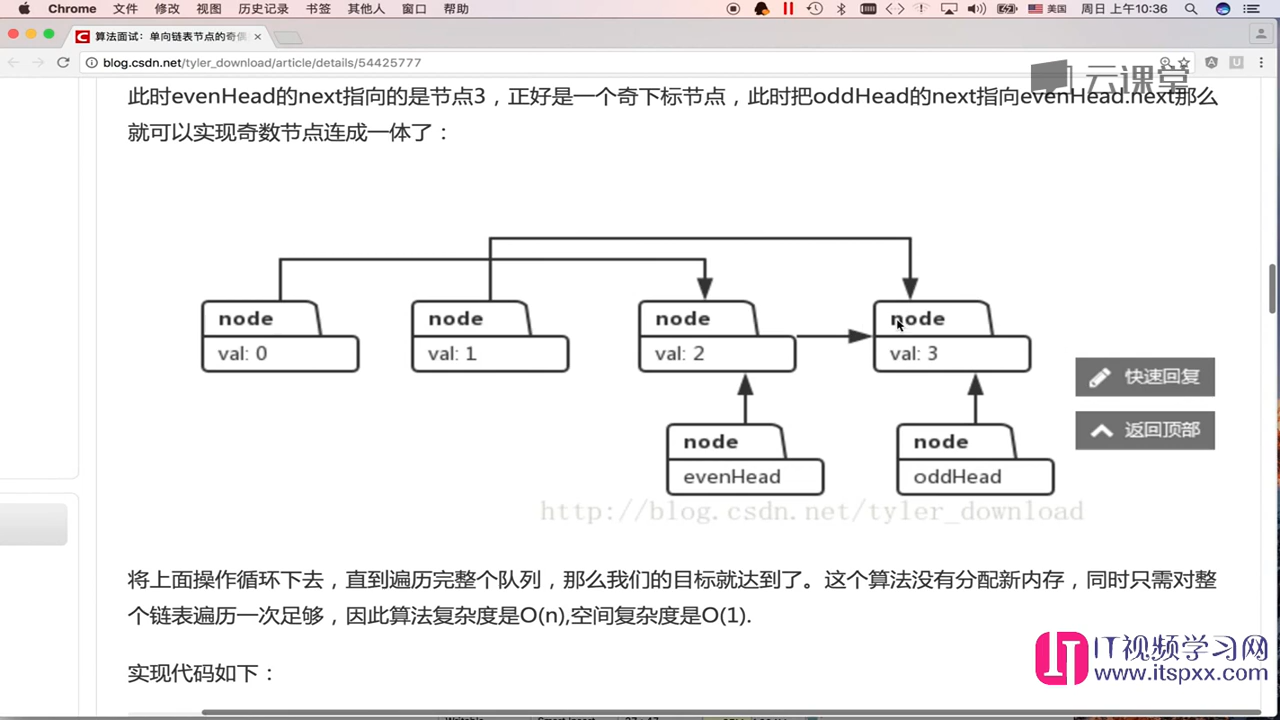 Chrome 文件 修改 视图 历史记录 书签 其他人 窗口 帮助
美国 周日 上午10:36
算法面试：单向链表节点的奇偶
blog.csdn.net/tyler_download/article/details/54425777
云课堂
此时evenHead的next指向的是节点3，正好是一个奇下标节点，此时把oddHead的next指向evenHead.next那么
就可以实现奇数节点连成一体了：
node node node node
val: 0 val: 1 val: 2 val: 3
快速回复
返回顶部
node node
evenHead oddHead
http://blog.csdn.net/tyler_download
将上面操作循环下去，直到遍历完整个队列，那么我们的目标就达到了。这个算法没有分配新内存，同时只需对整
个链表遍历一次足够，因此算法复杂度是O(n),空间复杂度是O(1).
实现代码如下：
IT IT视频学习网
www.itspxx.com